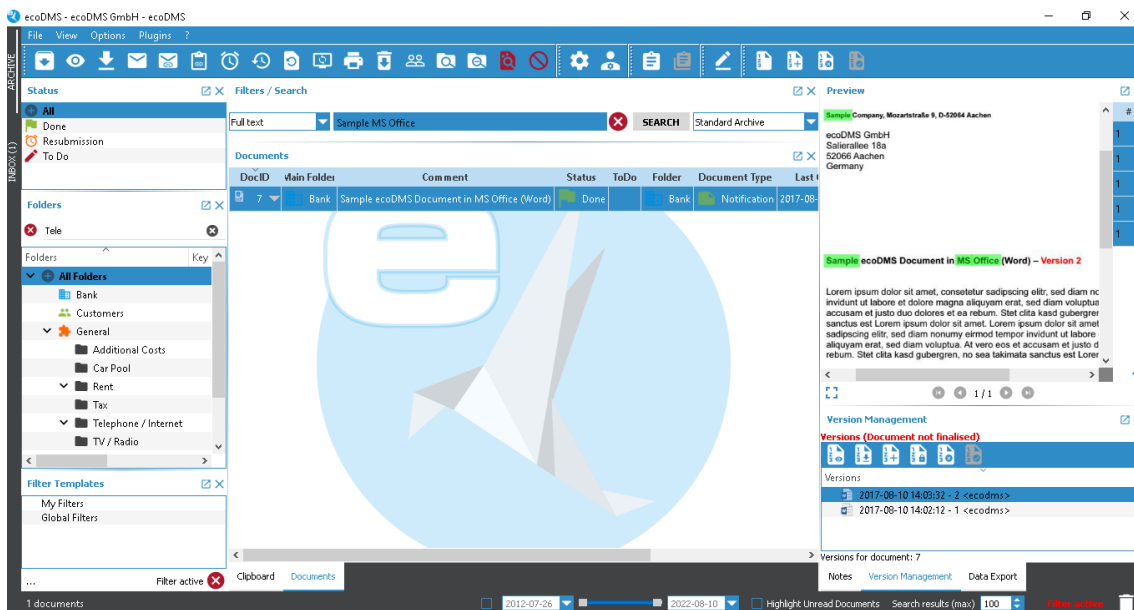 ecoDMS - ecoDMS GmbH - ecoDMS
File View Options Plugins ?
ARCHIVE
INBOX (1)
Status
All
Done
Resubmission
To Do
Folders
Tele
Folders Key
All Folders
Bank
Customers
General
Additional Costs
Car Pool
Rent
Tax
Telephone / Internet
TV / Radio
Filter Templates
My Filters
Global Filters
... Filter active
1 documents
Filters / Search
Full text Sample MS Office SEARCH Standard Archive
Documents
DocID Main Folder Comment Status ToDo Folder Document Type Last
7 Bank Sample ecoDMS Document in MS Office (Word) Done Bank Notification 2017-08-
e
Clipboard Documents
2012-07-26 2022-08-10 Highlight Unread Documents Search results (max) 100 Filter active
Preview
#
1
1
1
1
1
Sample Company, Mozartstraße 9, D-52064 Aachen
ecoDMS GmbH
Salierallee 18a
52066 Aachen
Germany
Sample ecoDMS Document in MS Office (Word) – Version 2
Lorem ipsum dolor sit amet, consetetur sadipscing elitr, sed diam no
invidunt ut labore et dolore magna aliquyam erat, sed diam voluptua
accusam et justo duo dolores et ea rebum. Stet clita kasd gubergren
sanctus est Lorem ipsum dolor sit amet. Lorem ipsum dolor sit amet
sadipscing elitr, sed diam nonumy eirmod tempor invidunt ut labore
aliquyam erat, sed diam voluptua. At vero eos et accusam et justo d
rebum. Stet clita kasd gubergren, no sea takimata sanctus est Lorer
1 / 1
Version Management
Versions (Document not finalised)
Versions
2017-08-10 14:03:32 - 2 <ecodms>
2017-08-10 14:02:12 - 1 <ecodms>
Versions for document: 7
Notes Version Management Data Export